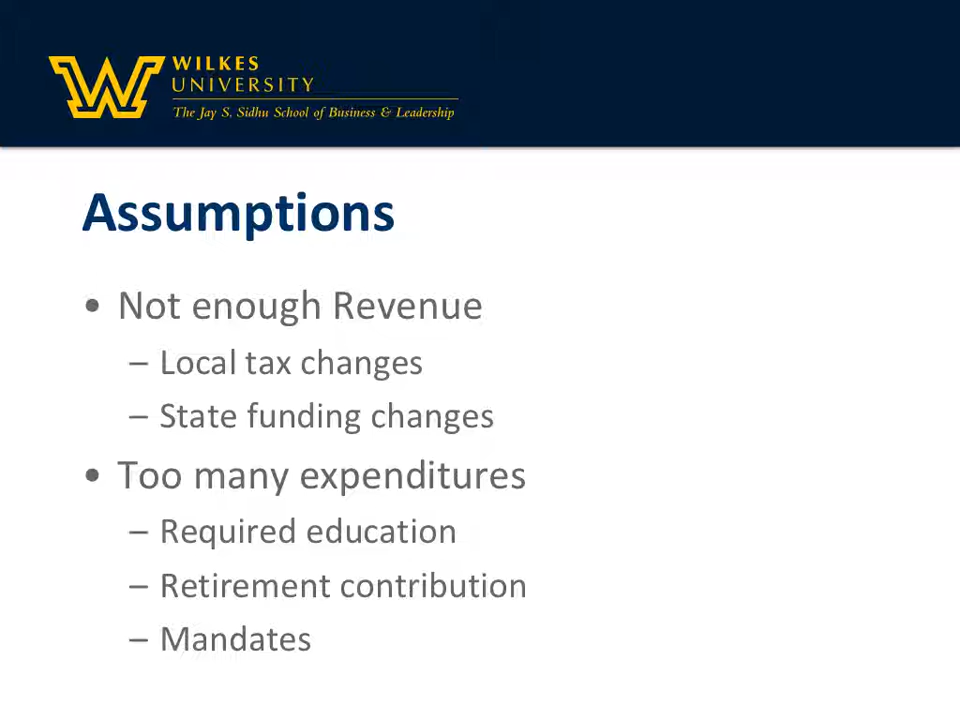 WILKES
UNIVERSITY
The Jay S. Sidhu School of Business & Leadership
Assumptions
• Not enough Revenue
– Local tax changes
– State funding changes
• Too many expenditures
– Required education
– Retirement contribution
– Mandates